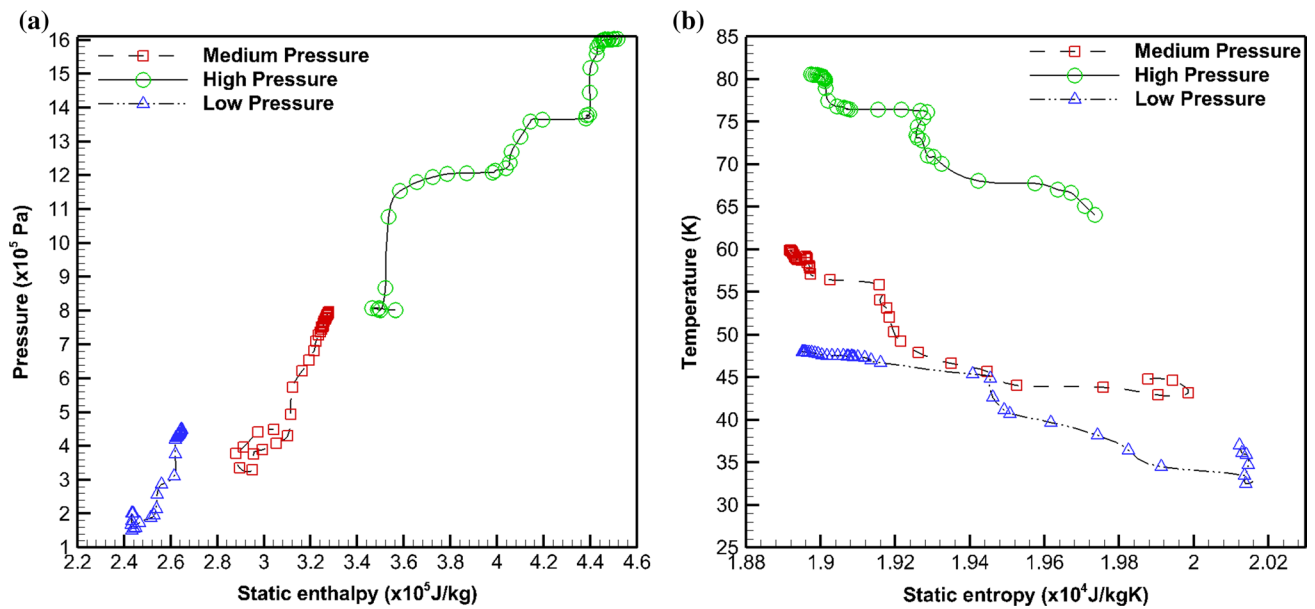 (a)
Medium Pressure
High Pressure
Low Pressure
Pressure (x10⁵ Pa)
16
15
14
13
12
11
10
9
8
7
6
5
4
3
2
1
2.2 2.4 2.6 2.8 3 3.2 3.4 3.6 3.8 4 4.2 4.4 4.6
Static enthalpy (x10⁵J/kg)
(b)
Medium Pressure
High Pressure
Low Pressure
Temperature (K)
85
80
75
70
65
60
55
50
45
40
35
30
25
1.88 1.9 1.92 1.94 1.96 1.98 2 2.02
Static entropy (x10⁴J/kgK)